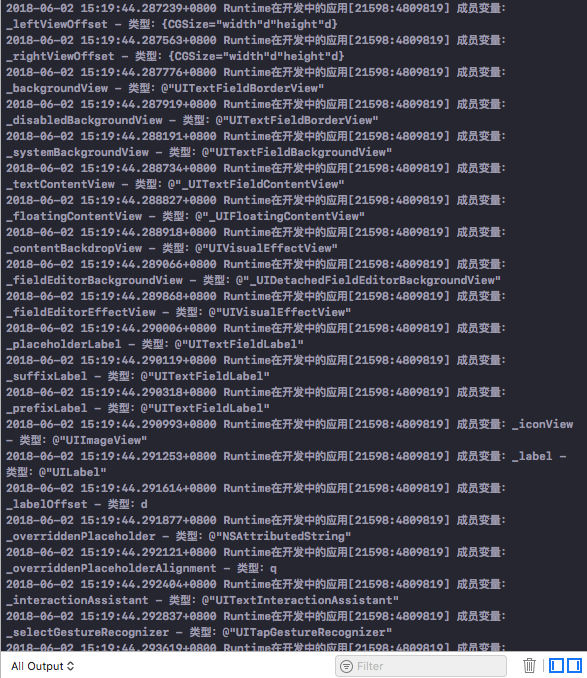 2018-06-02 15:19:44.287239+0800 Runtime在开发中的应用[21598:4809819] 成员变量:
_leftViewOffset - 类型：{CGSize="width"d"height"d}
2018-06-02 15:19:44.287563+0800 Runtime在开发中的应用[21598:4809819] 成员变量:
_rightViewOffset - 类型：{CGSize="width"d"height"d}
2018-06-02 15:19:44.287776+0800 Runtime在开发中的应用[21598:4809819] 成员变量:
_backgroundView - 类型：@"UITextFieldBorderView"
2018-06-02 15:19:44.287919+0800 Runtime在开发中的应用[21598:4809819] 成员变量:
_disabledBackgroundView - 类型：@"UITextFieldBorderView"
2018-06-02 15:19:44.288191+0800 Runtime在开发中的应用[21598:4809819] 成员变量:
_systemBackgroundView - 类型：@"UITextFieldBackgroundView"
2018-06-02 15:19:44.288734+0800 Runtime在开发中的应用[21598:4809819] 成员变量:
_textContentView - 类型：@"_UITextFieldContentView"
2018-06-02 15:19:44.288827+0800 Runtime在开发中的应用[21598:4809819] 成员变量:
_floatingContentView - 类型：@"_UIFloatingContentView"
2018-06-02 15:19:44.288918+0800 Runtime在开发中的应用[21598:4809819] 成员变量:
_contentBackdropView - 类型：@"UIVisualEffectView"
2018-06-02 15:19:44.289066+0800 Runtime在开发中的应用[21598:4809819] 成员变量:
_fieldEditorBackgroundView - 类型：@"_UIDetachedFieldEditorBackgroundView"
2018-06-02 15:19:44.289868+0800 Runtime在开发中的应用[21598:4809819] 成员变量:
_fieldEditorEffectView - 类型：@"UIVisualEffectView"
2018-06-02 15:19:44.290006+0800 Runtime在开发中的应用[21598:4809819] 成员变量:
_placeholderLabel - 类型：@"UITextFieldLabel"
2018-06-02 15:19:44.290119+0800 Runtime在开发中的应用[21598:4809819] 成员变量:
_suffixLabel - 类型：@"UITextFieldLabel"
2018-06-02 15:19:44.290318+0800 Runtime在开发中的应用[21598:4809819] 成员变量:
_prefixLabel - 类型：@"UITextFieldLabel"
2018-06-02 15:19:44.290993+0800 Runtime在开发中的应用[21598:4809819] 成员变量: _iconView
- 类型：@"UIImageView"
2018-06-02 15:19:44.291253+0800 Runtime在开发中的应用[21598:4809819] 成员变量: _label -
类型：@"UILabel"
2018-06-02 15:19:44.291614+0800 Runtime在开发中的应用[21598:4809819] 成员变量:
_labelOffset - 类型：d
2018-06-02 15:19:44.291877+0800 Runtime在开发中的应用[21598:4809819] 成员变量:
_overriddenPlaceholder - 类型：@"NSAttributedString"
2018-06-02 15:19:44.292121+0800 Runtime在开发中的应用[21598:4809819] 成员变量:
_overriddenPlaceholderAlignment - 类型：q
2018-06-02 15:19:44.292404+0800 Runtime在开发中的应用[21598:4809819] 成员变量:
_interactionAssistant - 类型：@"UITextInteractionAssistant"
2018-06-02 15:19:44.292837+0800 Runtime在开发中的应用[21598:4809819] 成员变量:
_selectGestureRecognizer - 类型：@"UITapGestureRecognizer"
2018-06-02 15:19:44.293619+0800 Runtime在开发中的应用[21598:4809819] 成员变量:
All Output
Filter